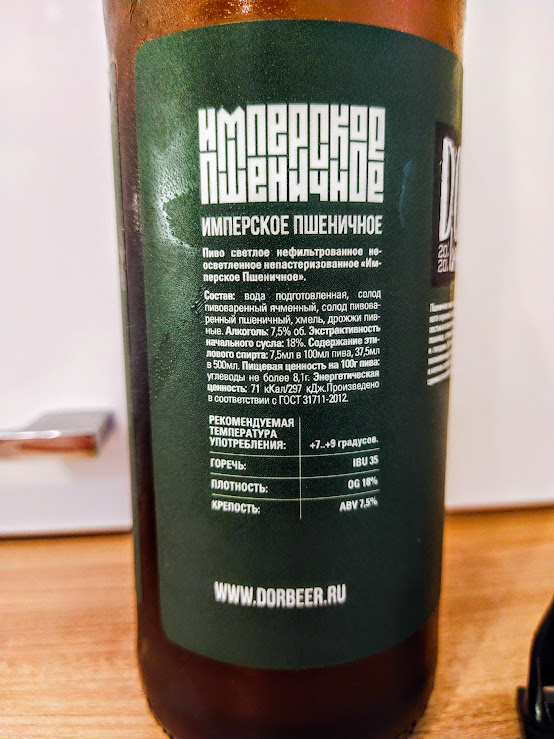 ИМПЕРСКОЕ
ПШЕНИЧНОЕ
ИМПЕРСКОЕ ПШЕНИЧНОЕ
Пиво светлое нефильтрованное не-
осветленное непастеризованное «Им-
перское Пшеничное».
Состав: вода подготовленная, солод
пивоваренный ячменный, солод пивова-
ренный пшеничный, хмель, дрожжи пив-
ные. Алкоголь: 7,5% об. Экстрактивность
начального сусла: 18%. Содержание эти-
лового спирта: 7,5мл в 100мл пива, 37,5мл
в 500мл. Пищевая ценность на 100г пива:
углеводы не более 8,1г. Энергетическая
ценность: 71 кКал/297 кДж.Произведено
в соответствии с ГОСТ 31711-2012.
РЕКОМЕНДУЕМАЯ
ТЕМПЕРАТУРА
УПОТРЕБЛЕНИЯ: +7..+9 градусов.
ГОРЕЧЬ: IBU 35
ПЛОТНОСТЬ: OG 18%
КРЕПОСТЬ: ABV 7,5%
WWW.DORBEER.RU